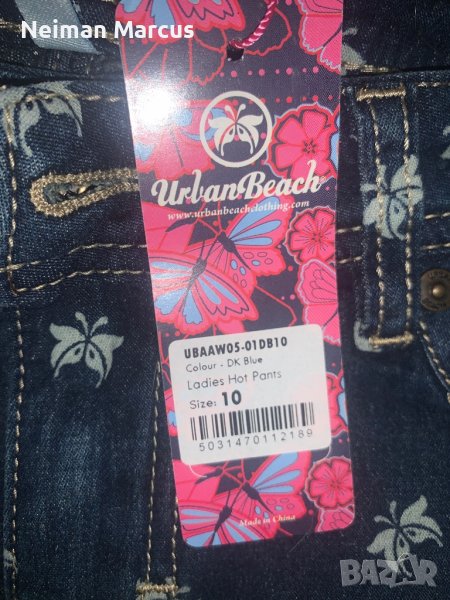 Neiman Marcus
UrbanBeach®
www.urbanbeachclothing.com
UBAAW05-01DB10
Colour - DK Blue
Ladies Hot Pants
Size: 10
5031470112189
Made in China
BAZAR